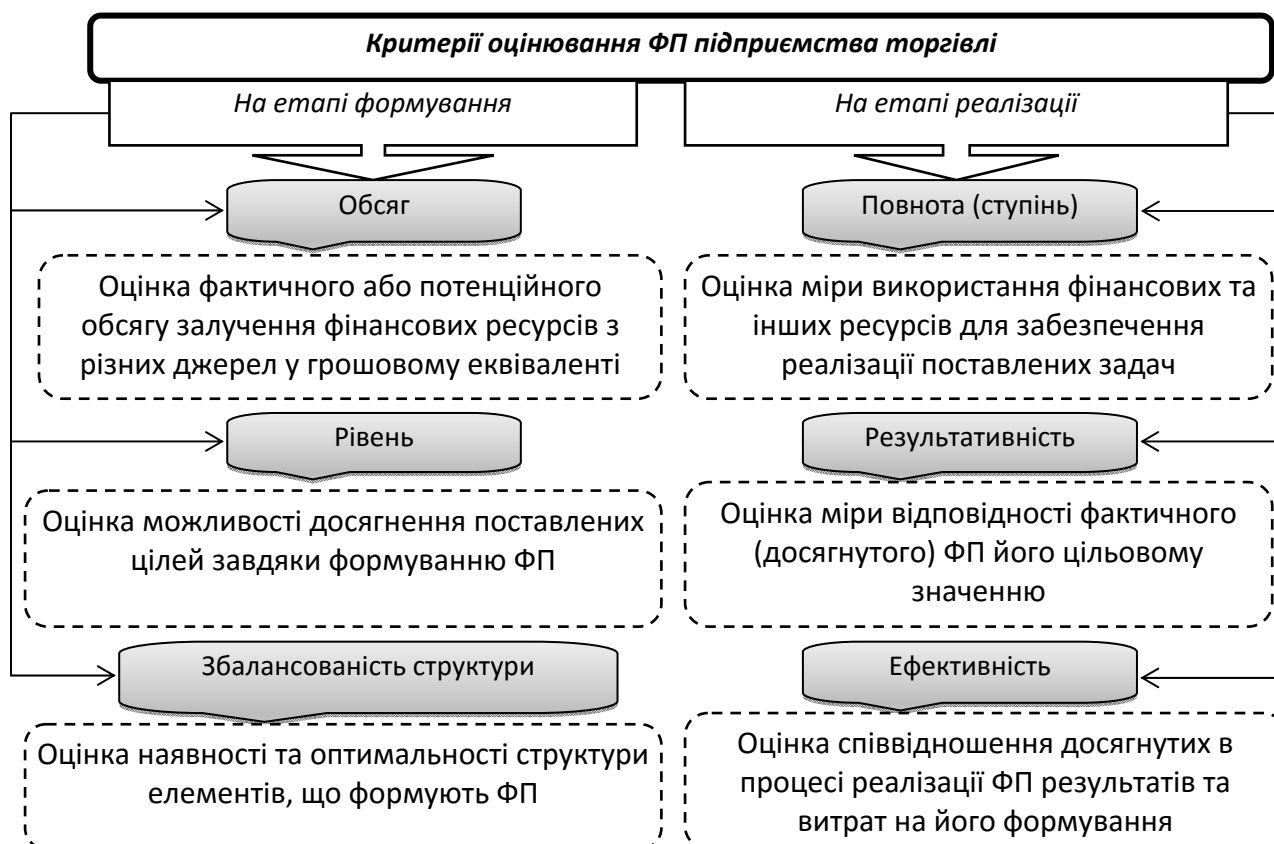 Критерії оцінювання ФП підприємства торгівлі
На етапі формування
На етапі реалізації
Обсяг
Повнота (ступінь)
Оцінка фактичного або потенційного
обсягу залучення фінансових ресурсів з
різних джерел у грошовому еквіваленті
Оцінка міри використання фінансових та
інших ресурсів для забезпечення
реалізації поставлених задач
Рівень
Результативність
Оцінка можливості досягнення поставлених
цілей завдяки формуванню ФП
Оцінка міри відповідності фактичного
(досягнутого) ФП його цільовому
значенню
Збалансованість структури
Ефективність
Оцінка наявності та оптимальності структури
елементів, що формують ФП
Оцінка співвідношення досягнутих в
процесі реалізації ФП результатів та
витрат на його формування